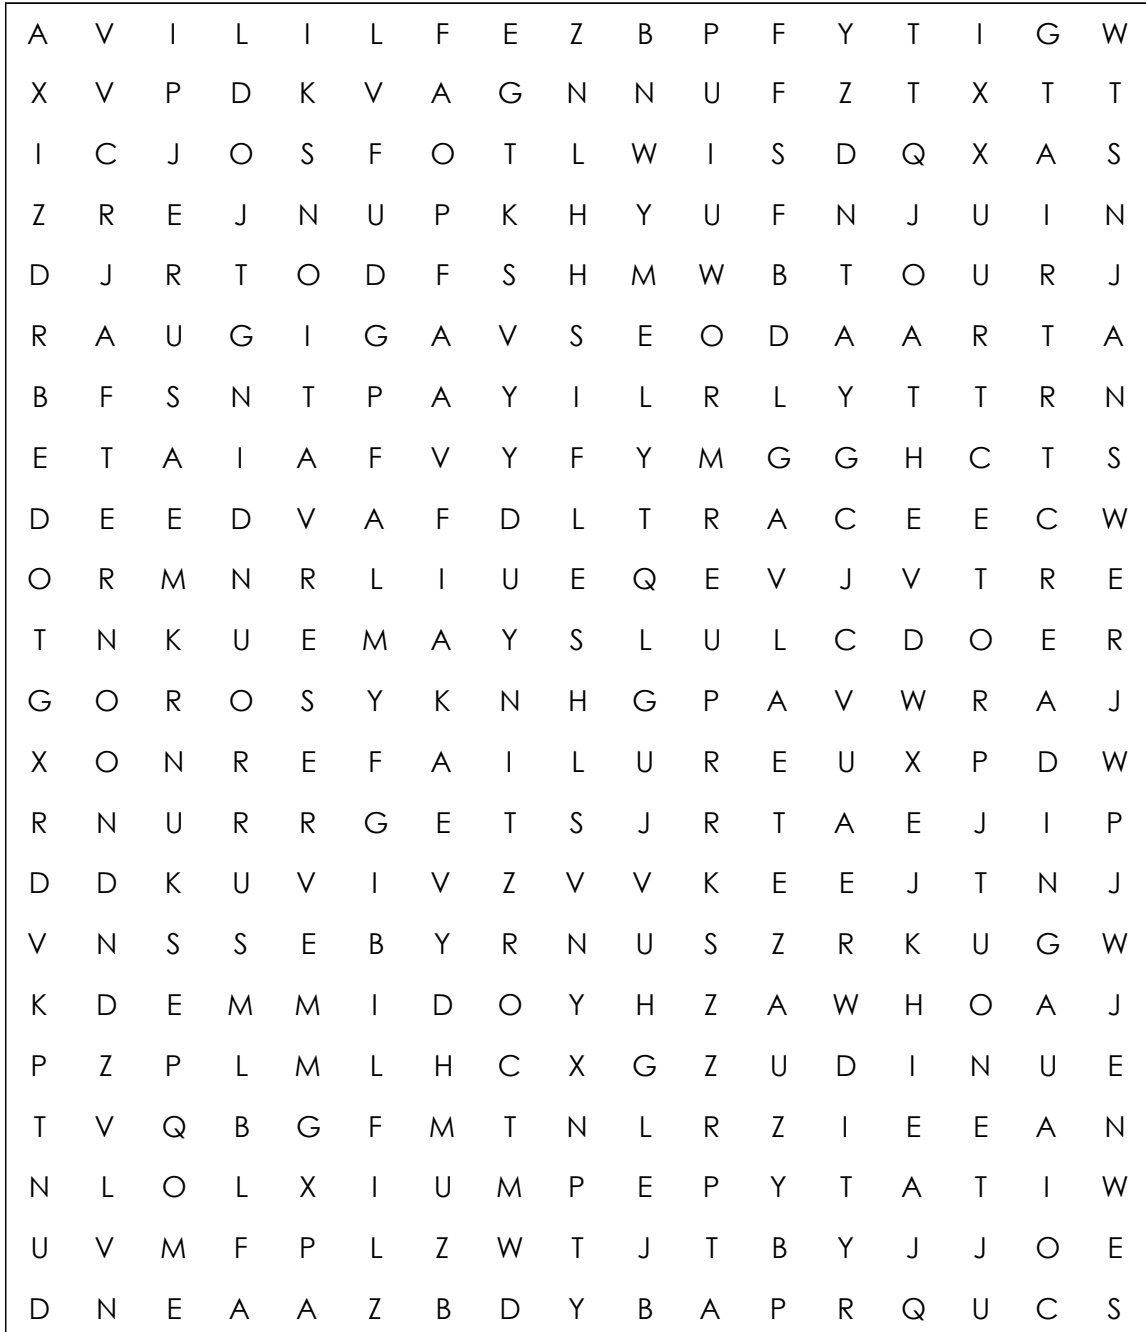 A V I L I L F E Z B P F Y T I G W
X V P D K V A G N N U F Z T X T T
I C J O S F O T L W I S D Q X A S
Z R E J N U P K H Y U F N J U I N
D J R T O D F S H M W B T O U R J
R A U G I G A V S E O D A A R T A
B F S N T P A Y I L R L Y T T R N
E T A I A F V Y F Y M G G H C T S
D E E D V A F D L T R A C E E C W
O R M N R L I U E Q E V J V T R E
T N K U E M A Y S L U L C D O E R
G O R O S Y K N H G P A V W R A J
X O N R E F A I L U R E U X P D W
R N U R R G E T S J R T A E J I P
D D K U V I V Z V V K E E J T N J
V N S S E B Y R N U S Z R K U G W
K D E M M I D O Y H Z A W H O A J
P Z P L M L H C X G Z U D I N U E
T V Q B G F M T N L R Z I E E A N
N L O L X I U M P E P Y T A T I W
U V M F P L Z W T J T B Y J J O E
D N E A A Z B D Y B A P R Q U C S